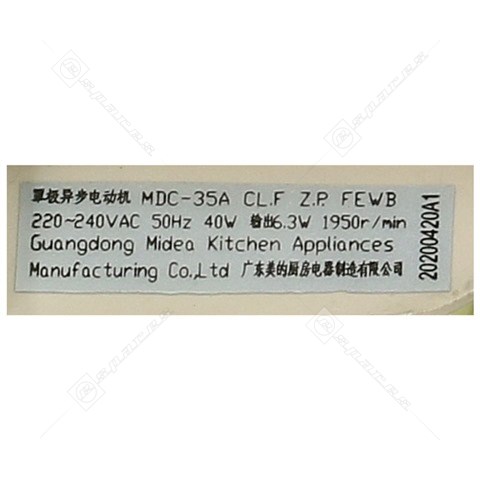 罩极异步电动机 MDC-35A CL.F Z.P. FEWB
220~240VAC 50Hz 40W 输出6.3W 1950r/min
Guangdong Midea Kitchen Appliances
Manufacturing Co.,Ltd 广东美的厨房电器制造有限公司
20200420A1